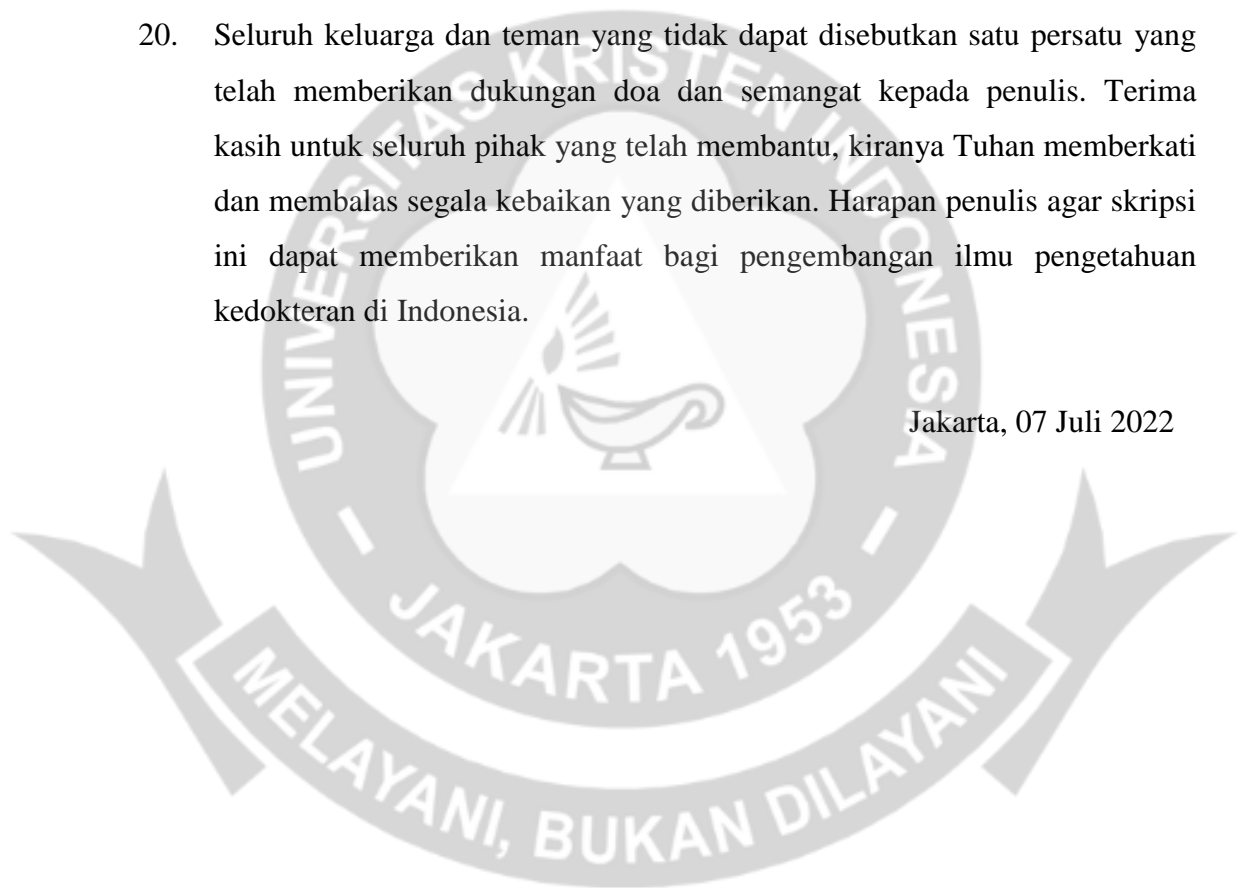 20. Seluruh keluarga dan teman yang tidak dapat disebutkan satu persatu yang
telah memberikan dukungan doa dan semangat kepada penulis. Terima
kasih untuk seluruh pihak yang telah membantu, kiranya Tuhan memberkati
dan membalas segala kebaikan yang diberikan. Harapan penulis agar skripsi
ini dapat memberikan manfaat bagi pengembangan ilmu pengetahuan
kedokteran di Indonesia.
Jakarta, 07 Juli 2022
UNIVERSITAS KRISTEN INDONESIA
JAKARTA 1953
MELAYANI, BUKAN DILAYANI